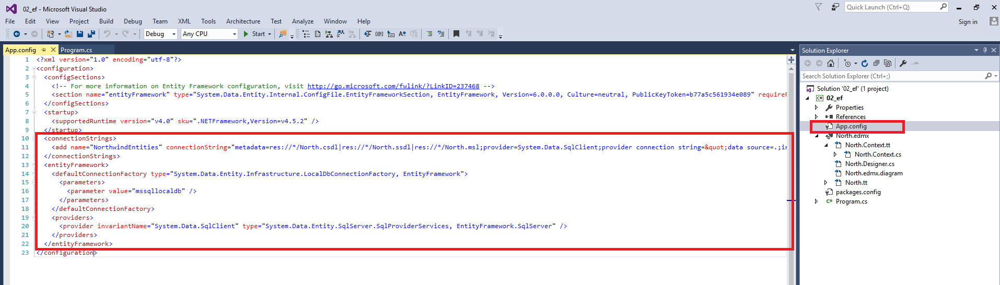 02_ef - Microsoft Visual Studio
Quick Launch (Ctrl+Q)
File Edit View Project Build Debug Team XML Tools Architecture Test Analyze Window Help
Sign in
Debug Any CPU Start
App.config Program.cs
1 <?xml version="1.0" encoding="utf-8"?>
2 <configuration>
3 <configSections>
4 <!-- For more information on Entity Framework configuration, visit http://go.microsoft.com/fwlink/?LinkID=237468 -->
5 <section name="entityFramework" type="System.Data.Entity.Internal.ConfigFile.EntityFrameworkSection, EntityFramework, Version=6.0.0.0, Culture=neutral, PublicKeyToken=b77a5c561934e089" requireP
6 </configSections>
7 <startup>
8 <supportedRuntime version="v4.0" sku=".NETFramework,Version=v4.5.2" />
9 </startup>
10 <connectionStrings>
11 <add name="NorthwindEntities" connectionString="metadata=res://*/North.csdl|res://*/North.ssdl|res://*/North.msl;provider=System.Data.SqlClient;provider connection string=&quot;data source=.;in
12 </connectionStrings>
13 <entityFramework>
14 <defaultConnectionFactory type="System.Data.Entity.Infrastructure.LocalDbConnectionFactory, EntityFramework">
15 <parameters>
16 <parameter value="mssqllocaldb" />
17 </parameters>
18 </defaultConnectionFactory>
19 <providers>
20 <provider invariantName="System.Data.SqlClient" type="System.Data.Entity.SqlServer.SqlProviderServices, EntityFramework.SqlServer" />
21 </providers>
22 </entityFramework>
23 </configuration>
Solution Explorer
Search Solution Explorer (Ctrl+;)
Solution '02_ef' (1 project)
C# 02_ef
Properties
References
App.config
North.edmx
North.Context.tt
North.Context.cs
North.Designer.cs
North.edmx.diagram
North.tt
packages.config
C# Program.cs